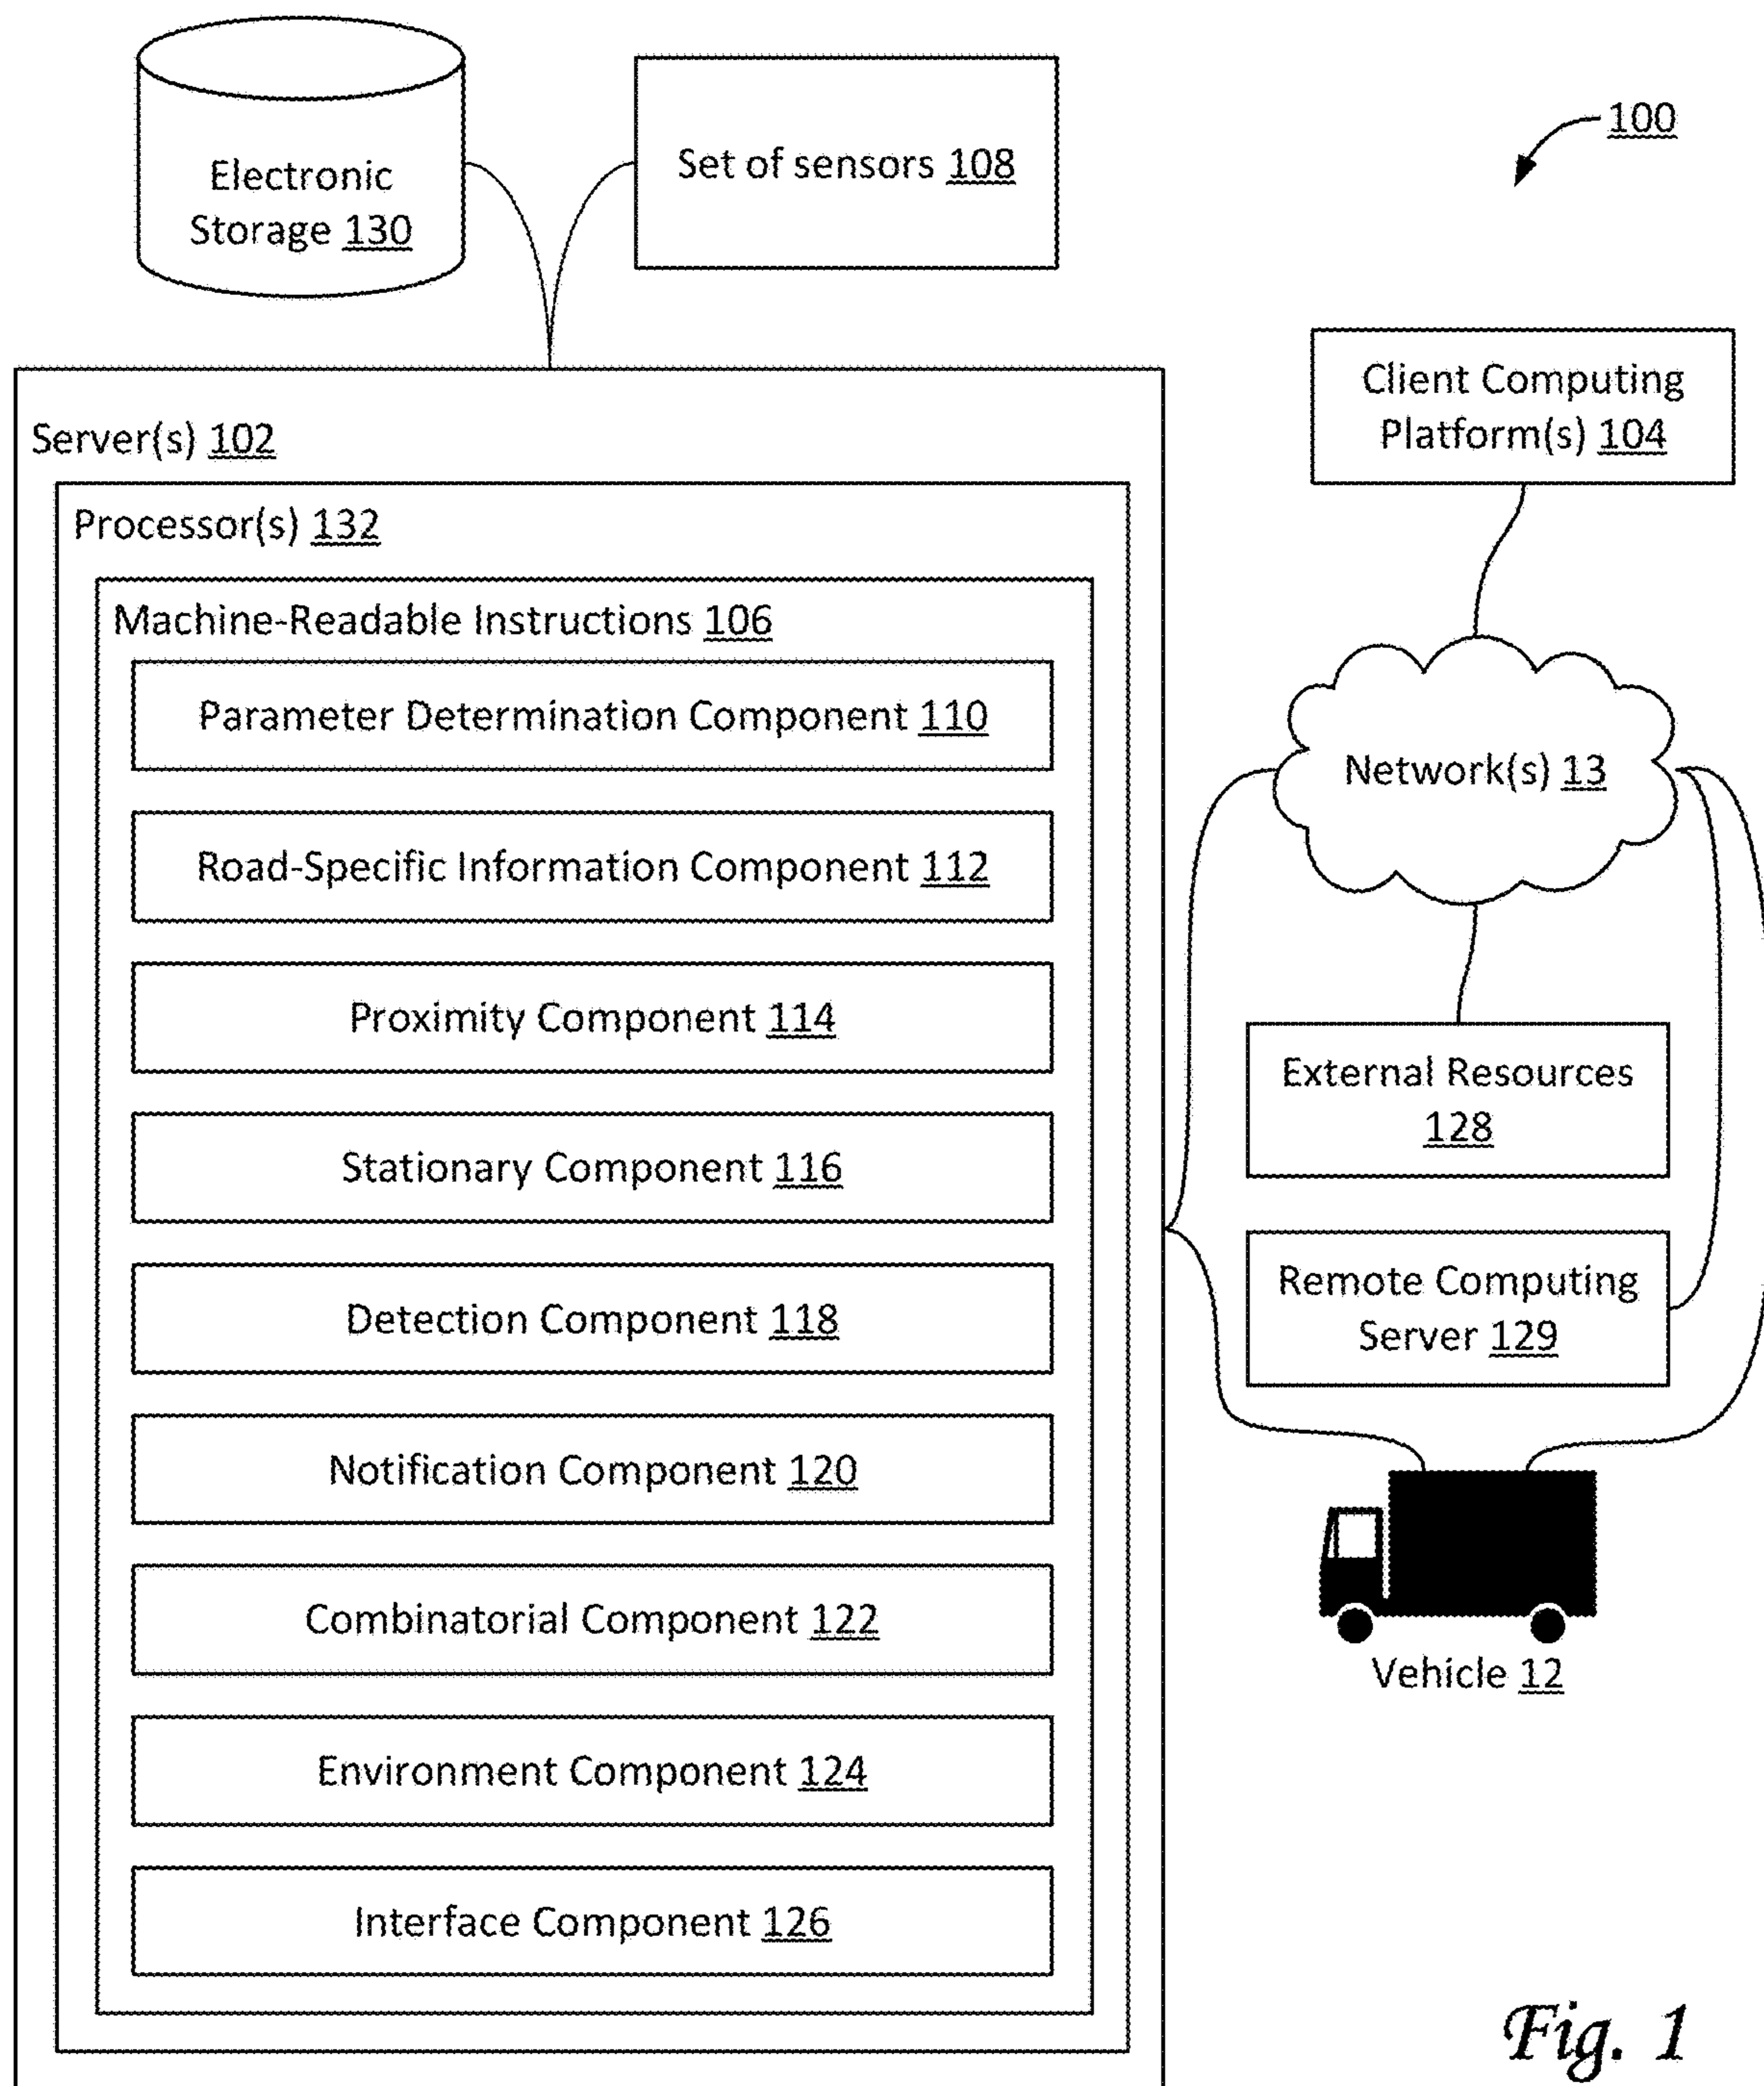 Electronic
Storage 130
Set of sensors 108
100
Client Computing
Platform(s) 104
Server(s) 102
Processor(s) 132
Machine-Readable Instructions 106
Parameter Determination Component 110
Road-Specific Information Component 112
Proximity Component 114
Stationary Component 116
Detection Component 118
Notification Component 120
Combinatorial Component 122
Environment Component 124
Interface Component 126
Network(s) 13
External Resources
128
Remote Computing
Server 129
Vehicle 12
Fig. 1